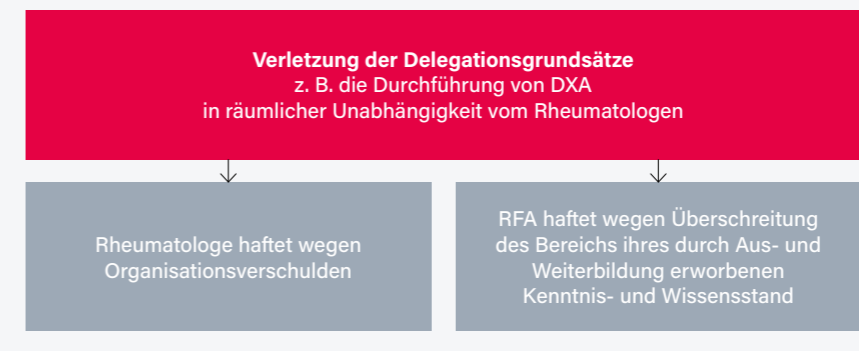 Verletzung der Delegationsgrundsätze
z. B. die Durchführung von DXA
in räumlicher Unabhängigkeit vom Rheumatologen
Rheumatologe haftet wegen
Organisationsverschulden
RFA haftet wegen Überschreitung
des Bereichs ihres durch Aus- und
Weiterbildung erworbenen
Kenntnis- und Wissensstand